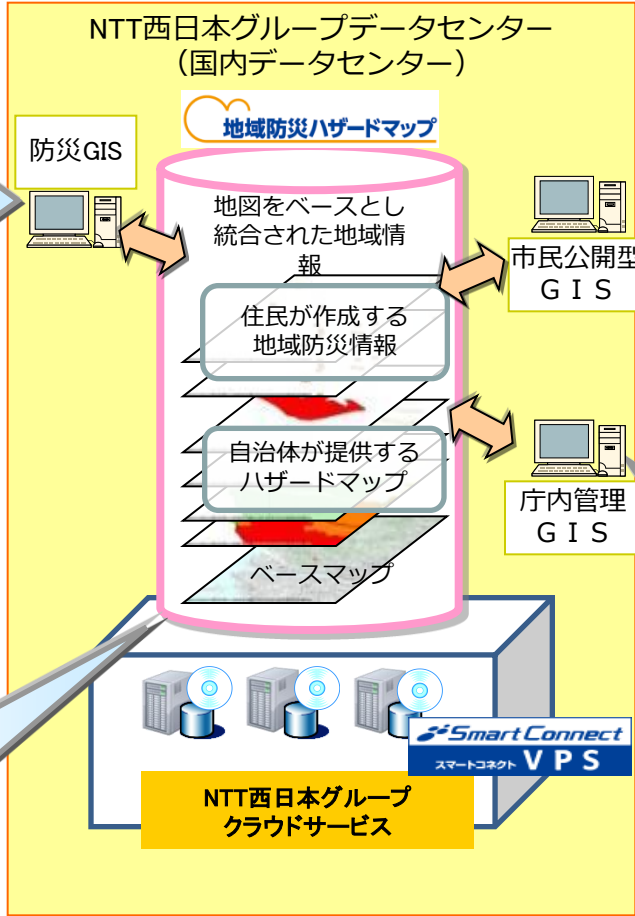 NTT西日本グループデータセンター
（国内データセンター）
地域防災ハザードマップ
防災GIS
地図をベースとし
統合された地域情
報
市民公開型
ＧＩＳ
住民が作成する
地域防災情報
自治体が提供する
ハザードマップ
庁内管理
ＧＩＳ
ベースマップ
SmartConnect
スマートコネクト VPS
NTT西日本グループ
クラウドサービス